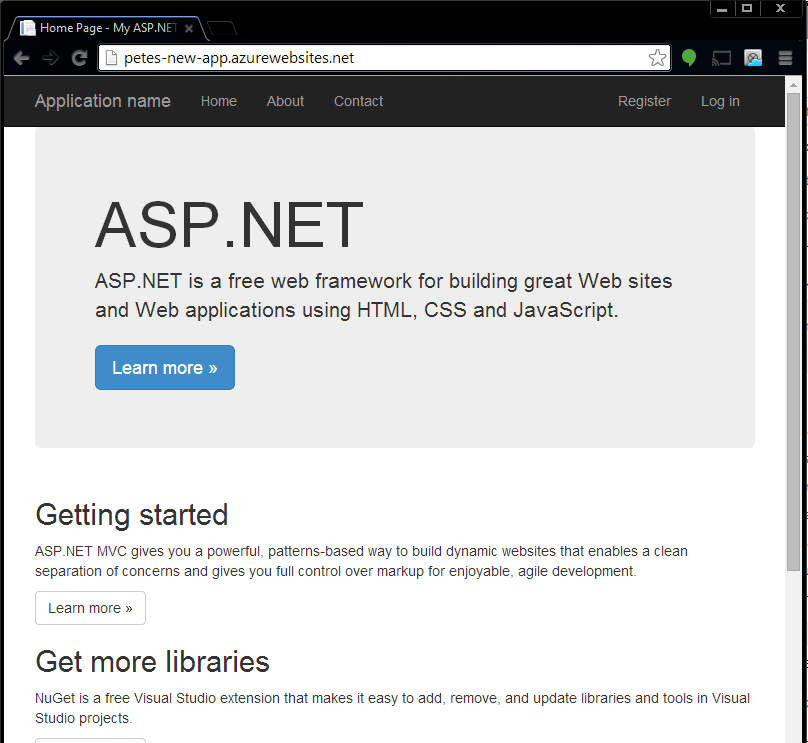 Home Page - My ASP.NET
petes-new-app.azurewebsites.net
Application name Home About Contact Register Log in
ASP.NET
ASP.NET is a free web framework for building great Web sites
and Web applications using HTML, CSS and JavaScript.
Learn more »
Getting started
ASP.NET MVC gives you a powerful, patterns-based way to build dynamic websites that enables a clean
separation of concerns and gives you full control over markup for enjoyable, agile development.
Learn more »
Get more libraries
NuGet is a free Visual Studio extension that makes it easy to add, remove, and update libraries and tools in Visual
Studio projects.